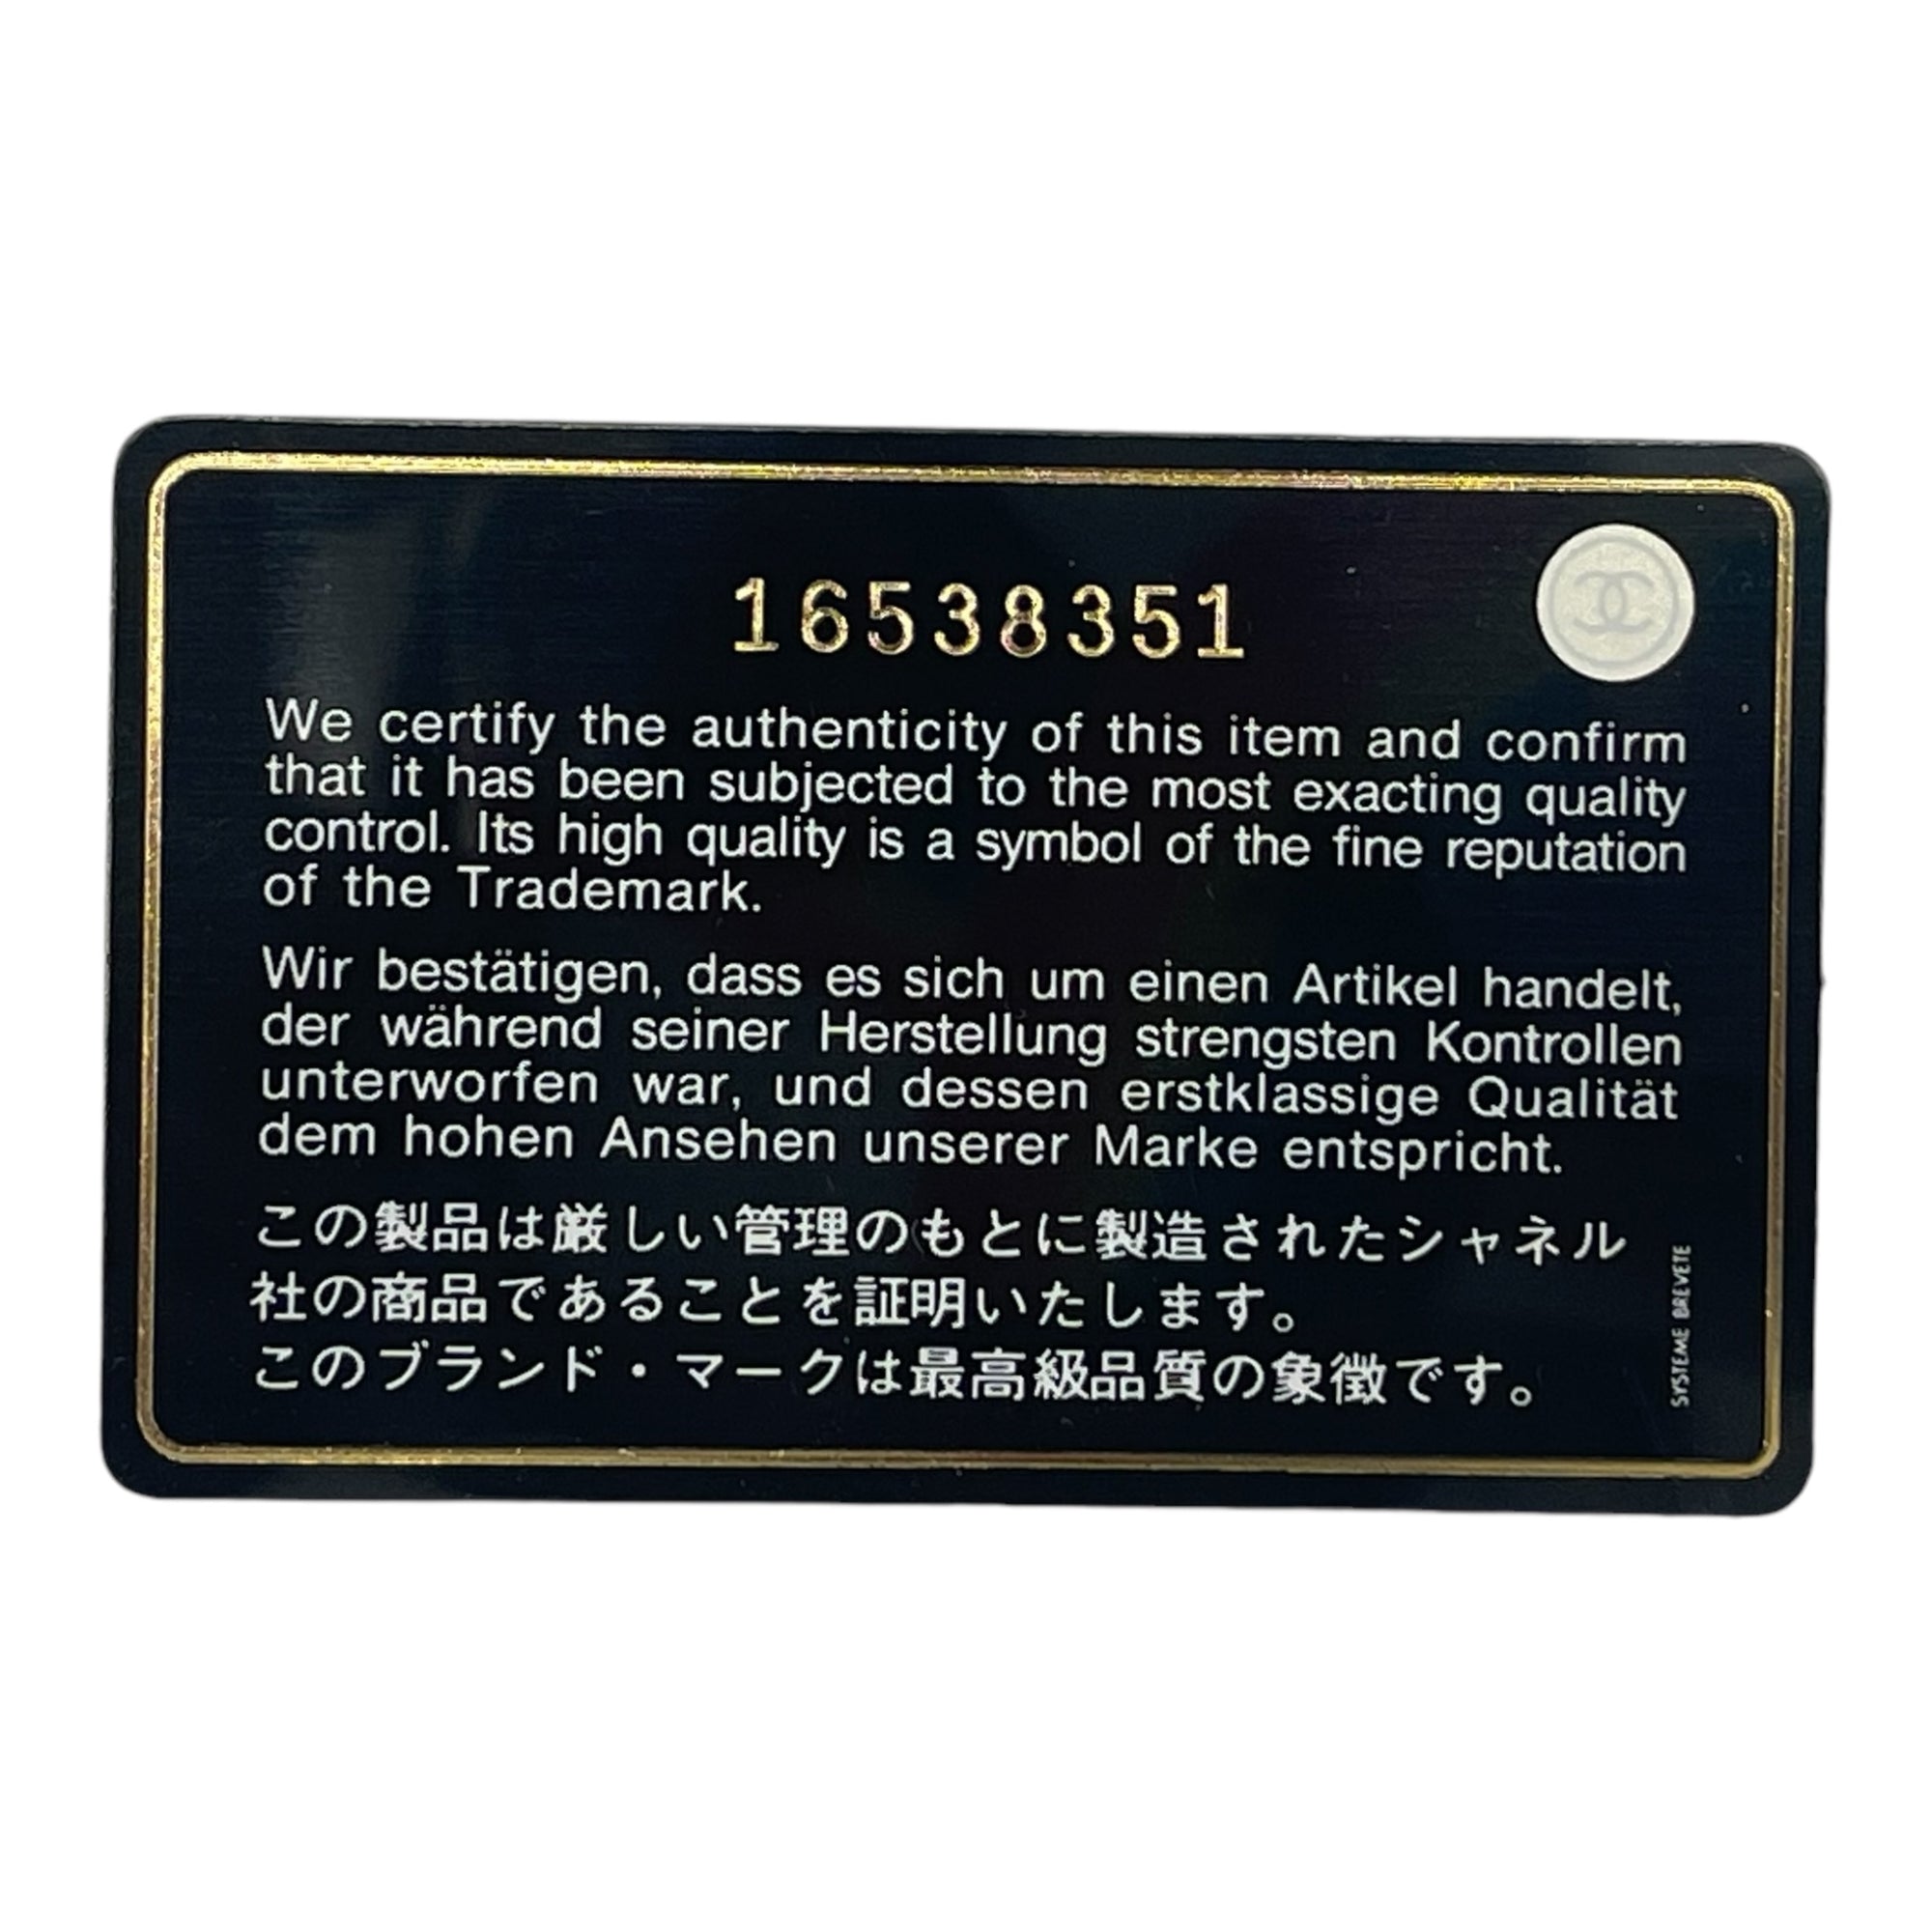 16538351
We certify the authenticity of this item and confirm
that it has been subjected to the most exacting quality
control. Its high quality is a symbol of the fine reputation
of the Trademark.
Wir bestätigen, dass es sich um einen Artikel handelt,
der während seiner Herstellung strengsten Kontrollen
unterworfen war, und dessen erstklassige Qualität
dem hohen Ansehen unserer Marke entspricht.
この製品は厳しい管理のもとに製造されたシャネル
社の商品であることを証明いたします。
このブランド・マークは最高級品質の象徴です。
SYSTEME BREVETE